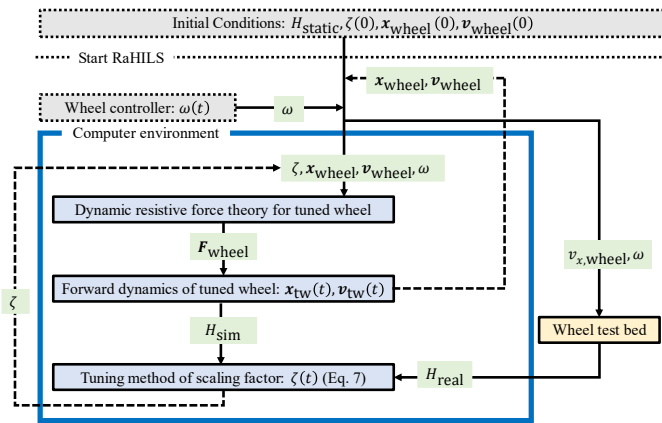 Initial Conditions: H_static, ζ(0), x_wheel(0), v_wheel(0)
Start RaHILS
x_wheel, v_wheel
Wheel controller: ω(t)
ω
Computer environment
ζ, x_wheel, v_wheel, ω
Dynamic resistive force theory for tuned wheel
F_wheel
v_x,wheel, ω
ζ
Forward dynamics of tuned wheel: x_tw(t), v_tw(t)
H_sim
Wheel test bed
Tuning method of scaling factor: ζ(t) (Eq. 7)
H_real